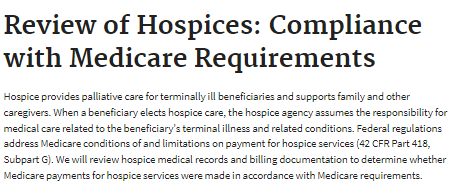 Review of Hospices: Compliance
with Medicare Requirements
Hospice provides palliative care for terminally ill beneficiaries and supports family and other
caregivers. When a beneficiary elects hospice care, the hospice agency assumes the responsibility for
medical care related to the beneficiary's terminal illness and related conditions. Federal regulations
address Medicare conditions of and limitations on payment for hospice services (42 CFR Part 418,
Subpart G). We will review hospice medical records and billing documentation to determine whether
Medicare payments for hospice services were made in accordance with Medicare requirements.